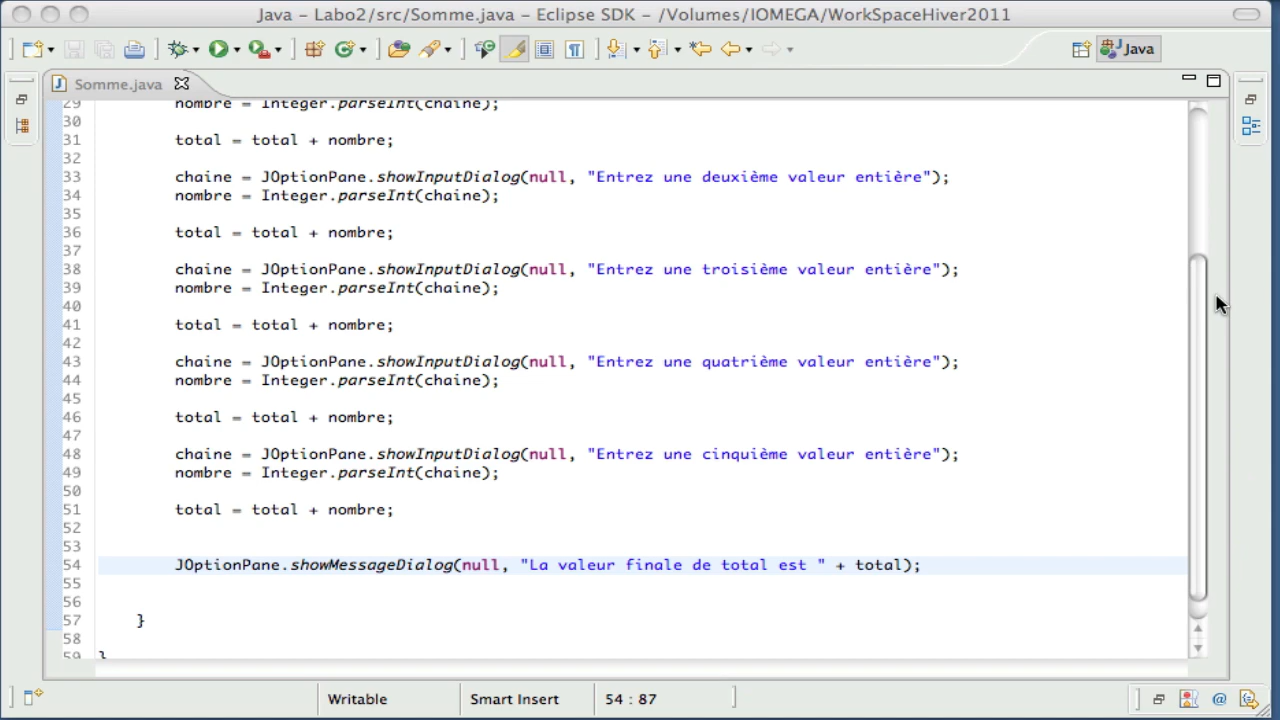 Java - Labo2/src/Somme.java - Eclipse SDK - /Volumes/IOMEGA/WorkSpaceHiver2011
Java
Somme.java
29 nombre = Integer.parseInt(chaine);
30
31 total = total + nombre;
32
33 chaine = JOptionPane.showInputDialog(null, "Entrez une deuxième valeur entière");
34 nombre = Integer.parseInt(chaine);
35
36 total = total + nombre;
37
38 chaine = JOptionPane.showInputDialog(null, "Entrez une troisième valeur entière");
39 nombre = Integer.parseInt(chaine);
40
41 total = total + nombre;
42
43 chaine = JOptionPane.showInputDialog(null, "Entrez une quatrième valeur entière");
44 nombre = Integer.parseInt(chaine);
45
46 total = total + nombre;
47
48 chaine = JOptionPane.showInputDialog(null, "Entrez une cinquième valeur entière");
49 nombre = Integer.parseInt(chaine);
50
51 total = total + nombre;
52
53
54 JOptionPane.showMessageDialog(null, "La valeur finale de total est " + total);
55
56
57 }
58
59 }
Writable Smart Insert 54 : 87